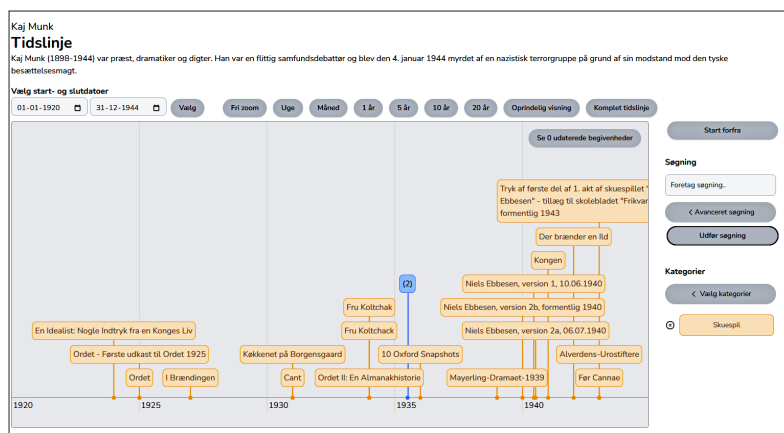 Kaj Munk
Tidslinje
Kaj Munk (1898-1944) var præst, dramatiker og digter. Han var en flittig samfundsdebattør og blev den 4. januar 1944 myrdet af en nazistisk terrorgruppe på grund af sin modstand mod den tyske
besættelsesmagt.
Vælg start- og slutdatoer
01-01-1920
31-12-1944
Vælg
Fri zoom
Uge
Måned
1 år
5 år
10 år
20 år
Oprindelig visning
Komplet tidslinje
Se 0 udaterede begivenheder
Tryk af første del af 1. akt af skuespillet "
Ebbesen" - tillæg til skolebladet "Frikvar
formentlig 1943
Der brænder en Ild
Kongen
(2)
Niels Ebbesen, version 1, 10.06.1940
Fru Koltchak
Niels Ebbesen, version 2b, formentlig 1940
En Idealist: Nogle Indtryk fra en Konges Liv
Fru Koltschack
Niels Ebbesen, version 2a, 06.07.1940
Ordet - Første udkast til Ordet 1925
Køkkenet på Borgensgaard
10 Oxford Snapshots
Alverdens-Urostiftere
Ordet
I Brændingen
Cant
Ordet II: En Almanakhistorie
Mayerling-Dramaet-1939
Før Cannae
1920
1925
1930
1935
1940
Start forfra
Søgning
Foretag søgning..
Avanceret søgning
Udfør søgning
Kategorier
Vælg kategorier
Skuespil